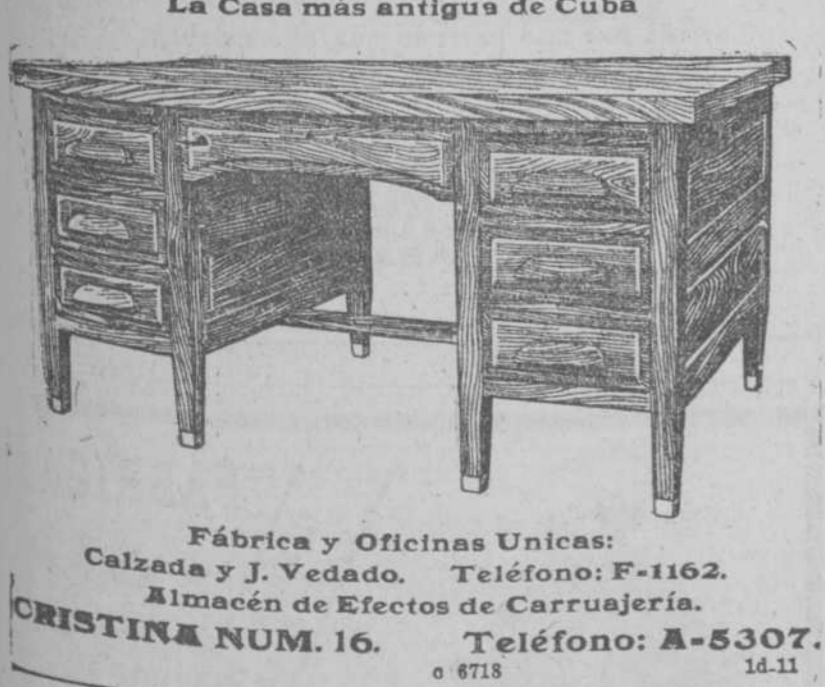 La Casa más antigua de Cuba
Fábrica y Oficinas Unicas:
Calzada y J. Vedado. Teléfono: F-1162.
Almacén de Efectos de Carruajería.
CRISTINA NUM. 16. Teléfono: A-5307.
c 6718 1d-11